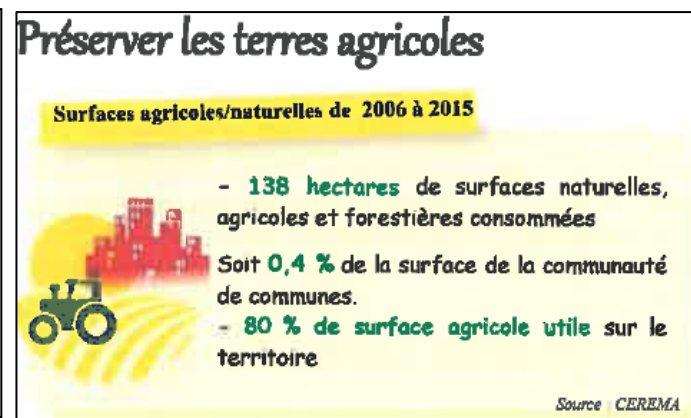 Préserver les terres agricoles
Surfaces agricoles/naturelles de 2006 à 2015
- 138 hectares de surfaces naturelles,
agricoles et forestières consommées
Soit 0,4 % de la surface de la communauté
de communes.
- 80 % de surface agricole utile sur le
territoire
Source : CEREMA